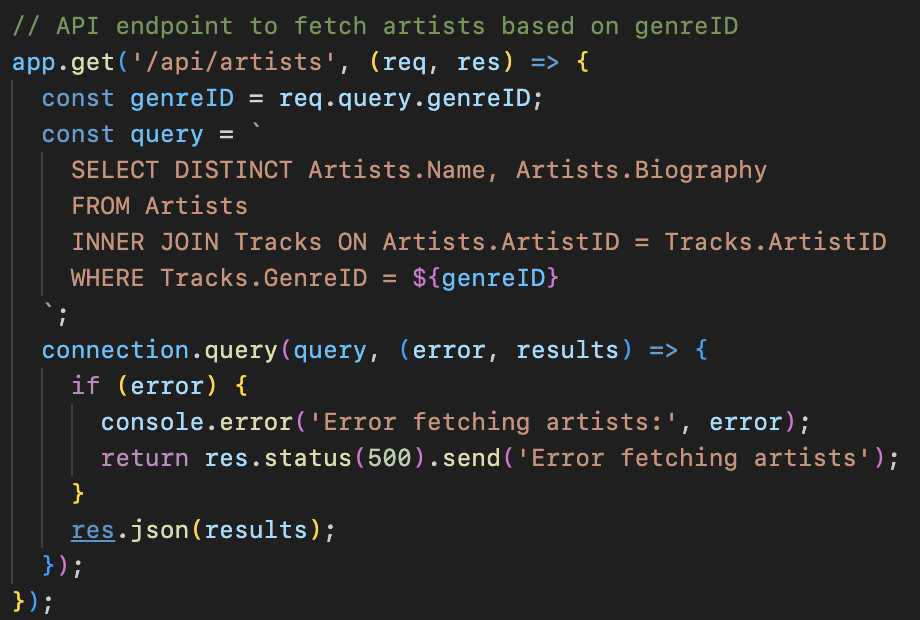 // API endpoint to fetch artists based on genreID
app.get('/api/artists', (req, res) => {
  const genreID = req.query.genreID;
  const query = `
    SELECT DISTINCT Artists.Name, Artists.Biography
    FROM Artists
    INNER JOIN Tracks ON Artists.ArtistID = Tracks.ArtistID
    WHERE Tracks.GenreID = ${genreID}
  `;
  connection.query(query, (error, results) => {
    if (error) {
      console.error('Error fetching artists:', error);
      return res.status(500).send('Error fetching artists');
    }
    res.json(results);
  });
});